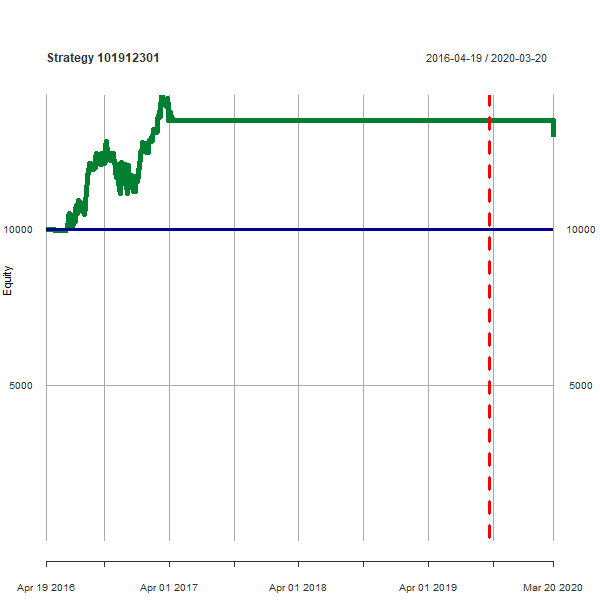 Strategy 101912301
2016-04-19 / 2020-03-20
Equity
10000
10000
5000
5000
Apr 19 2016
Apr 01 2017
Apr 01 2018
Apr 01 2019
Mar 20 2020